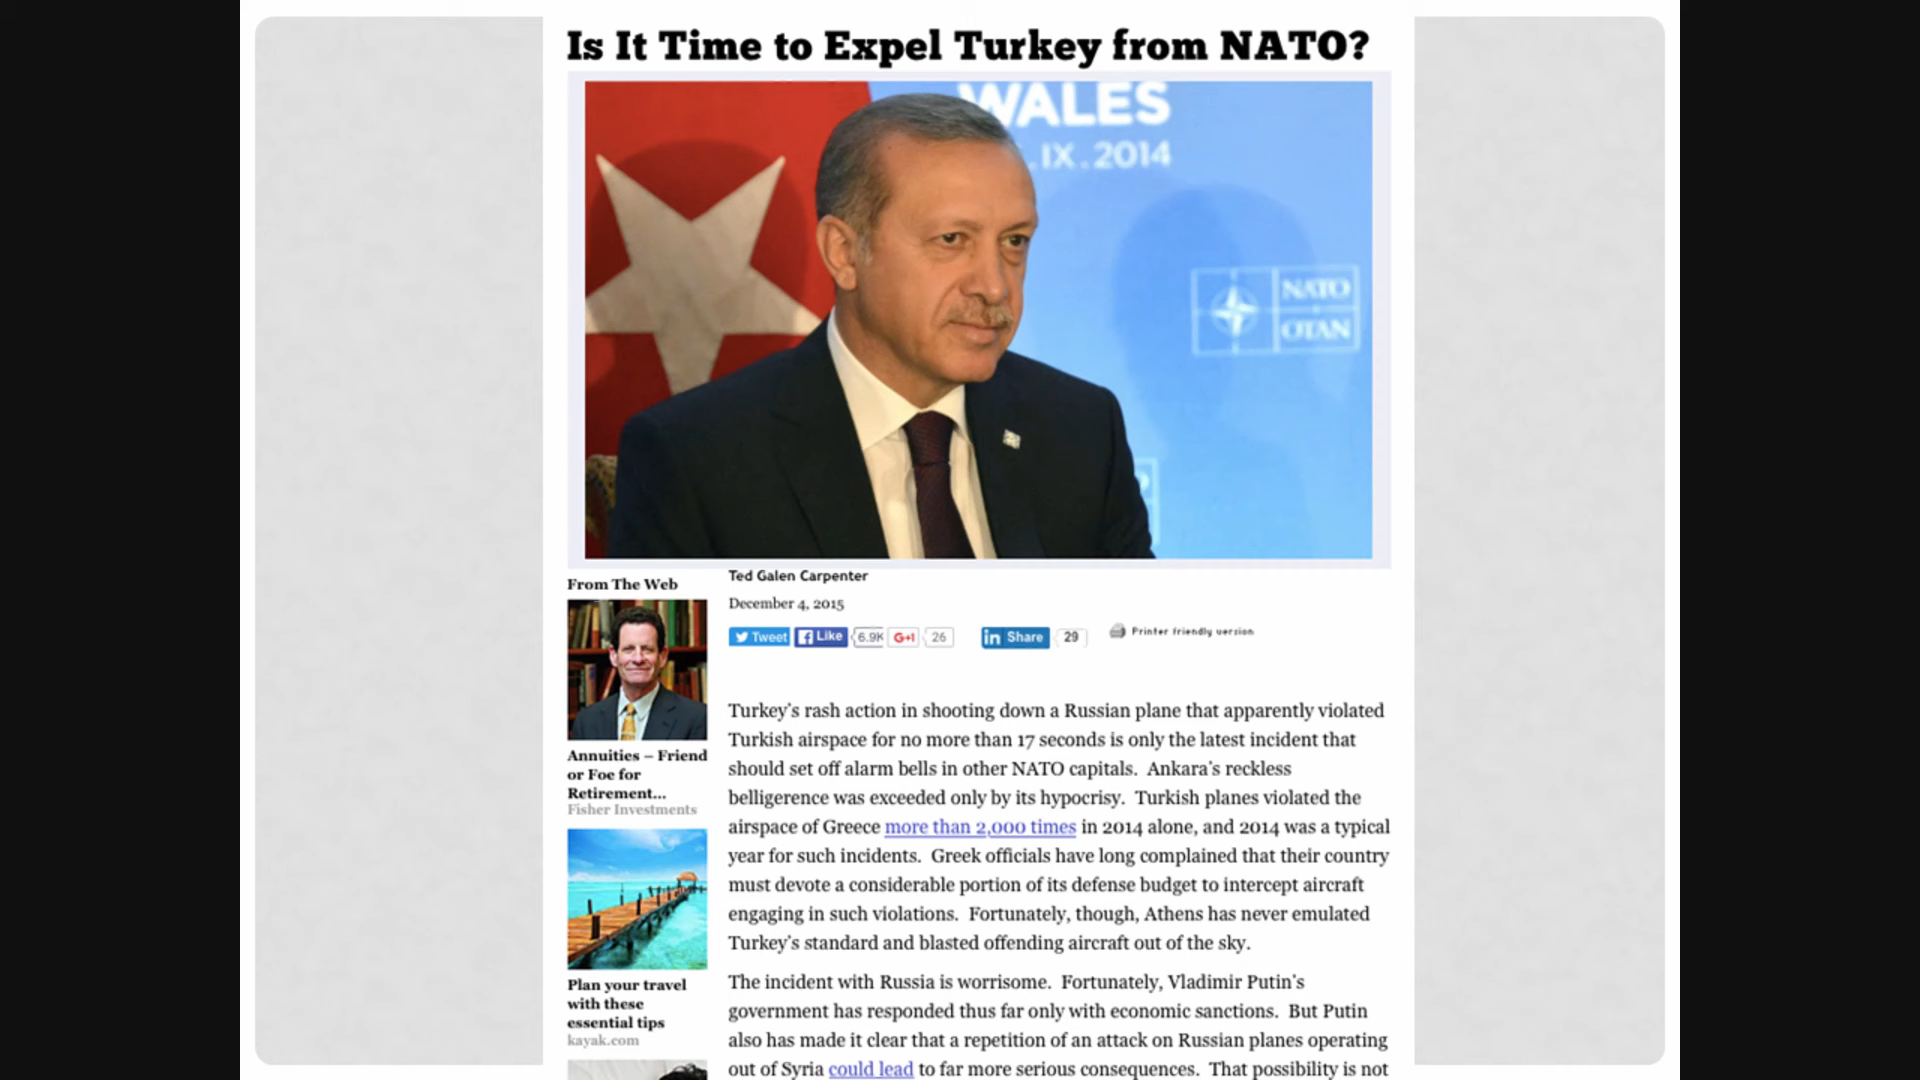 Is It Time to Expel Turkey from NATO?
WALES
.IX.2014
NATO
OTAN
From The Web
Annuities – Friend
or Foe for
Retirement...
Fisher Investments
Plan your travel
with these
essential tips
kayak.com
Ted Galen Carpenter
December 4, 2015
Tweet Like 6.9K G+1 26 in Share 29 Printer friendly version
Turkey's rash action in shooting down a Russian plane that apparently violated
Turkish airspace for no more than 17 seconds is only the latest incident that
should set off alarm bells in other NATO capitals. Ankara's reckless
belligerence was exceeded only by its hypocrisy. Turkish planes violated the
airspace of Greece more than 2,000 times in 2014 alone, and 2014 was a typical
year for such incidents. Greek officials have long complained that their country
must devote a considerable portion of its defense budget to intercept aircraft
engaging in such violations. Fortunately, though, Athens has never emulated
Turkey's standard and blasted offending aircraft out of the sky.
The incident with Russia is worrisome. Fortunately, Vladimir Putin's
government has responded thus far only with economic sanctions. But Putin
also has made it clear that a repetition of an attack on Russian planes operating
out of Syria could lead to far more serious consequences. That possibility is not